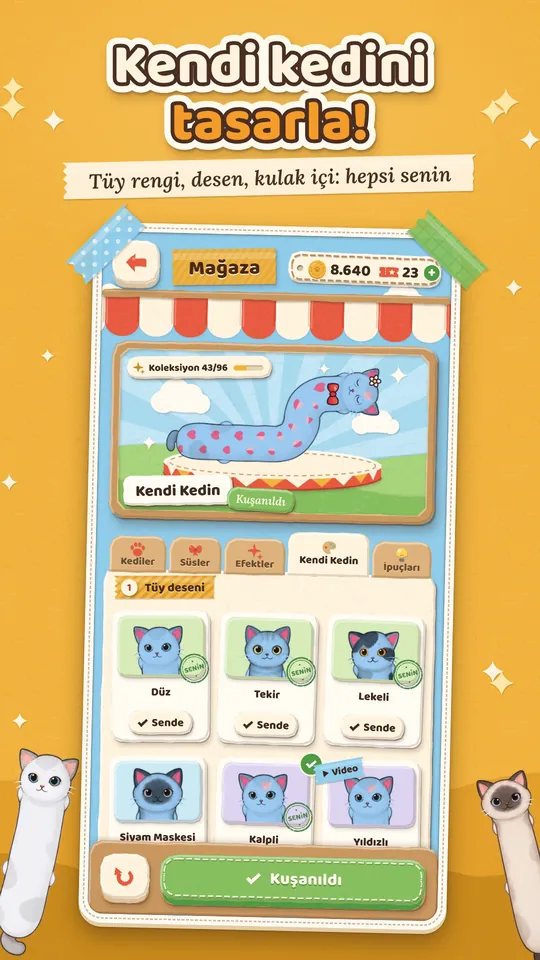 Kendi kedini
tasarla!
Tüy rengi, desen, kulak içi: hepsi senin
Mağaza
8.640
23
Koleksiyon 43/96
Kendi Kedin
Kuşanıldı
Kediler
Süsler
Efektler
Kendi Kedin
İpuçları
1 Tüy deseni
SENİN
SENİN
SENİN
Düz
Tekir
Lekeli
Sende
Sende
Sende
Video
SENİN
Siyam Maskesi
Kalpli
Yıldızlı
Kuşanıldı